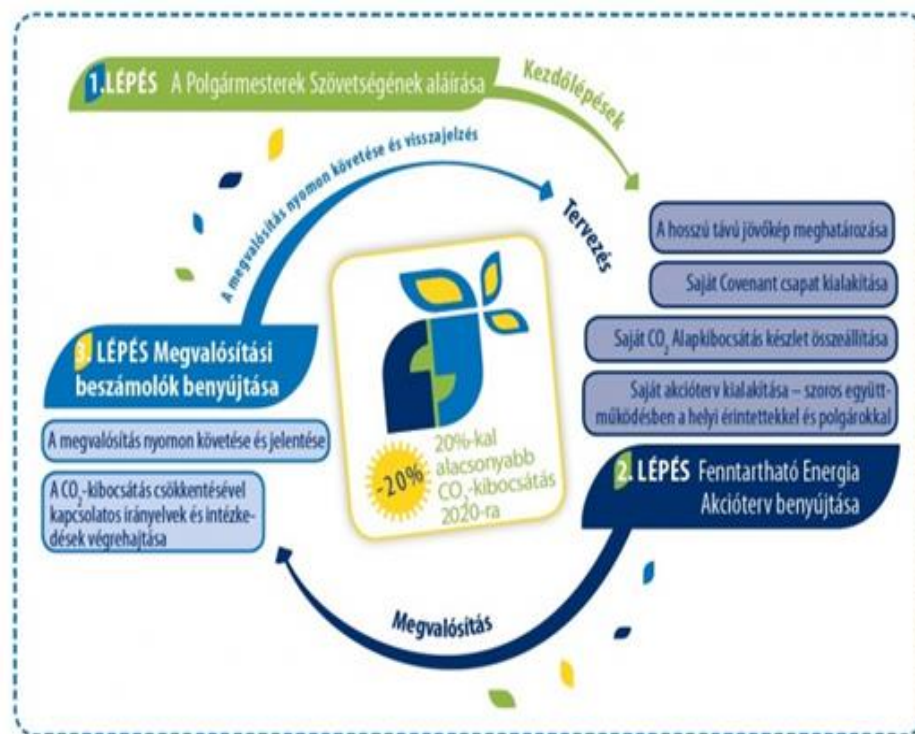 1.LÉPÉS A Polgármesterek Szövetségének aláírása
Kezdőlépések
A megvalósítás nyomon követése és visszajelzés
Tervezés
A hosszú távú jövőkép meghatározása
Saját Covenant csapat kialakítása
Saját CO₂ Alapkibocsátás készlet összeállítása
Saját akcióterv kialakítása – szoros együtt-
működésben a helyi érintettekkel és polgárokkal
2. LÉPÉS Fenntartható Energia
Akcióterv benyújtása
Megvalósítás
3. LÉPÉS Megvalósítási
beszámolók benyújtása
A megvalósítás nyomon követése és jelentése
A CO₂-kibocsátás csökkentésével
kapcsolatos irányelvek és intézke-
dések végrehajtása
-20%
20%-kal
alacsonyabb
CO₂-kibocsátás
2020-ra